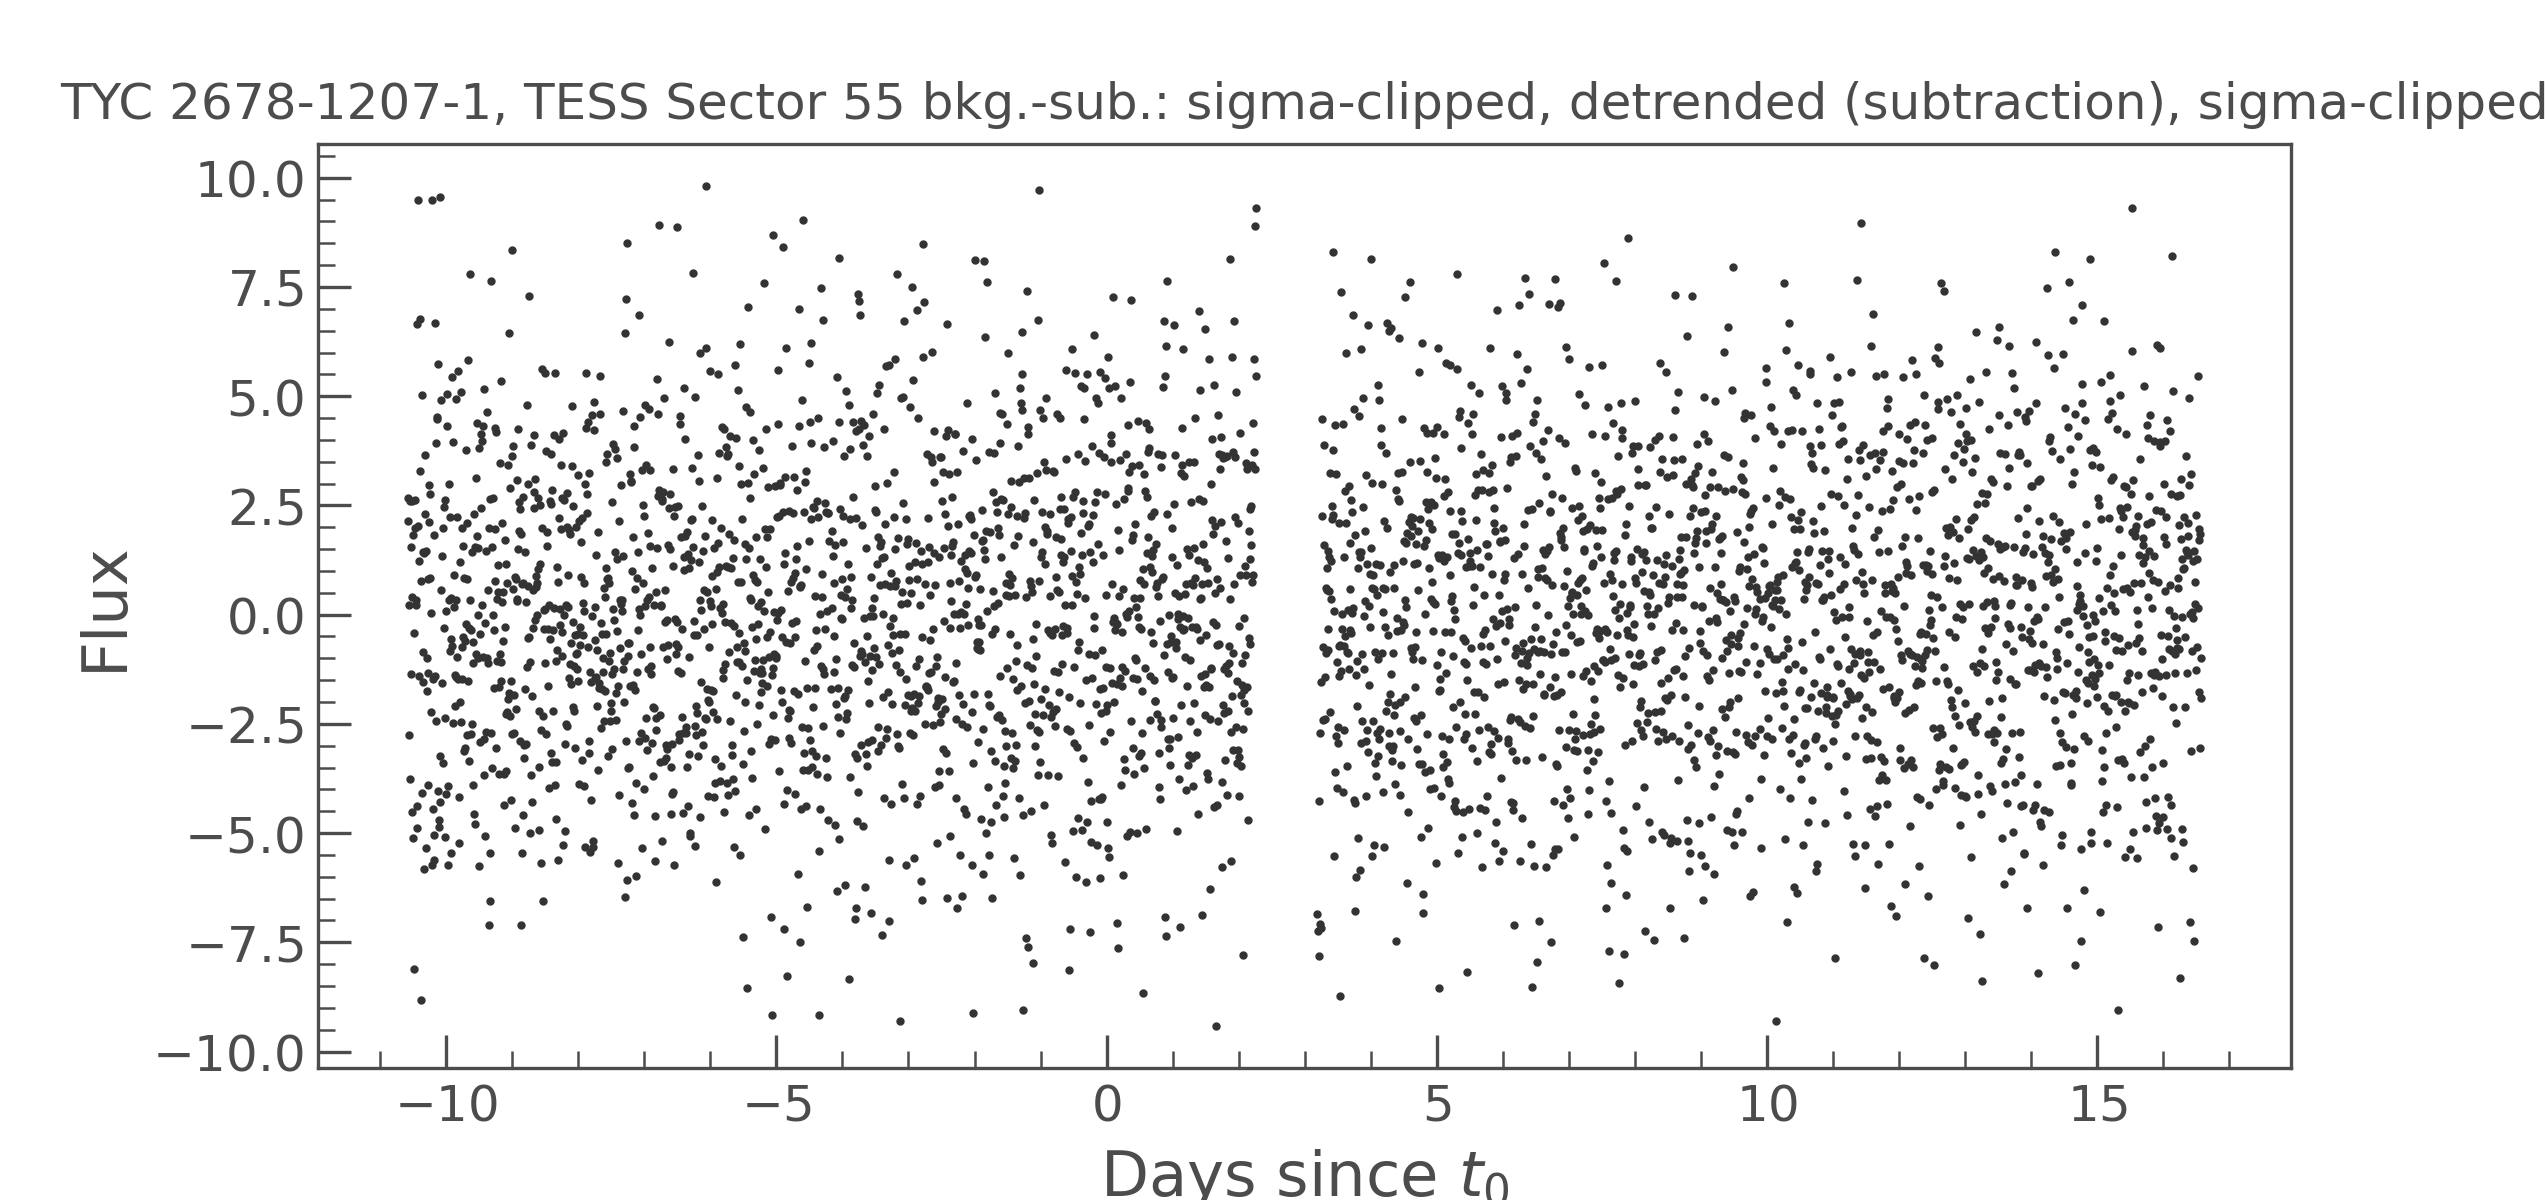 TYC 2678-1207-1, TESS Sector 55 bkg.-sub.: sigma-clipped, detrended (subtraction), sigma-clipped
10.0
7.5
5.0
2.5
0.0
−2.5
−5.0
−7.5
−10.0
Flux
−10 −5 0 5 10 15
Days since t₀